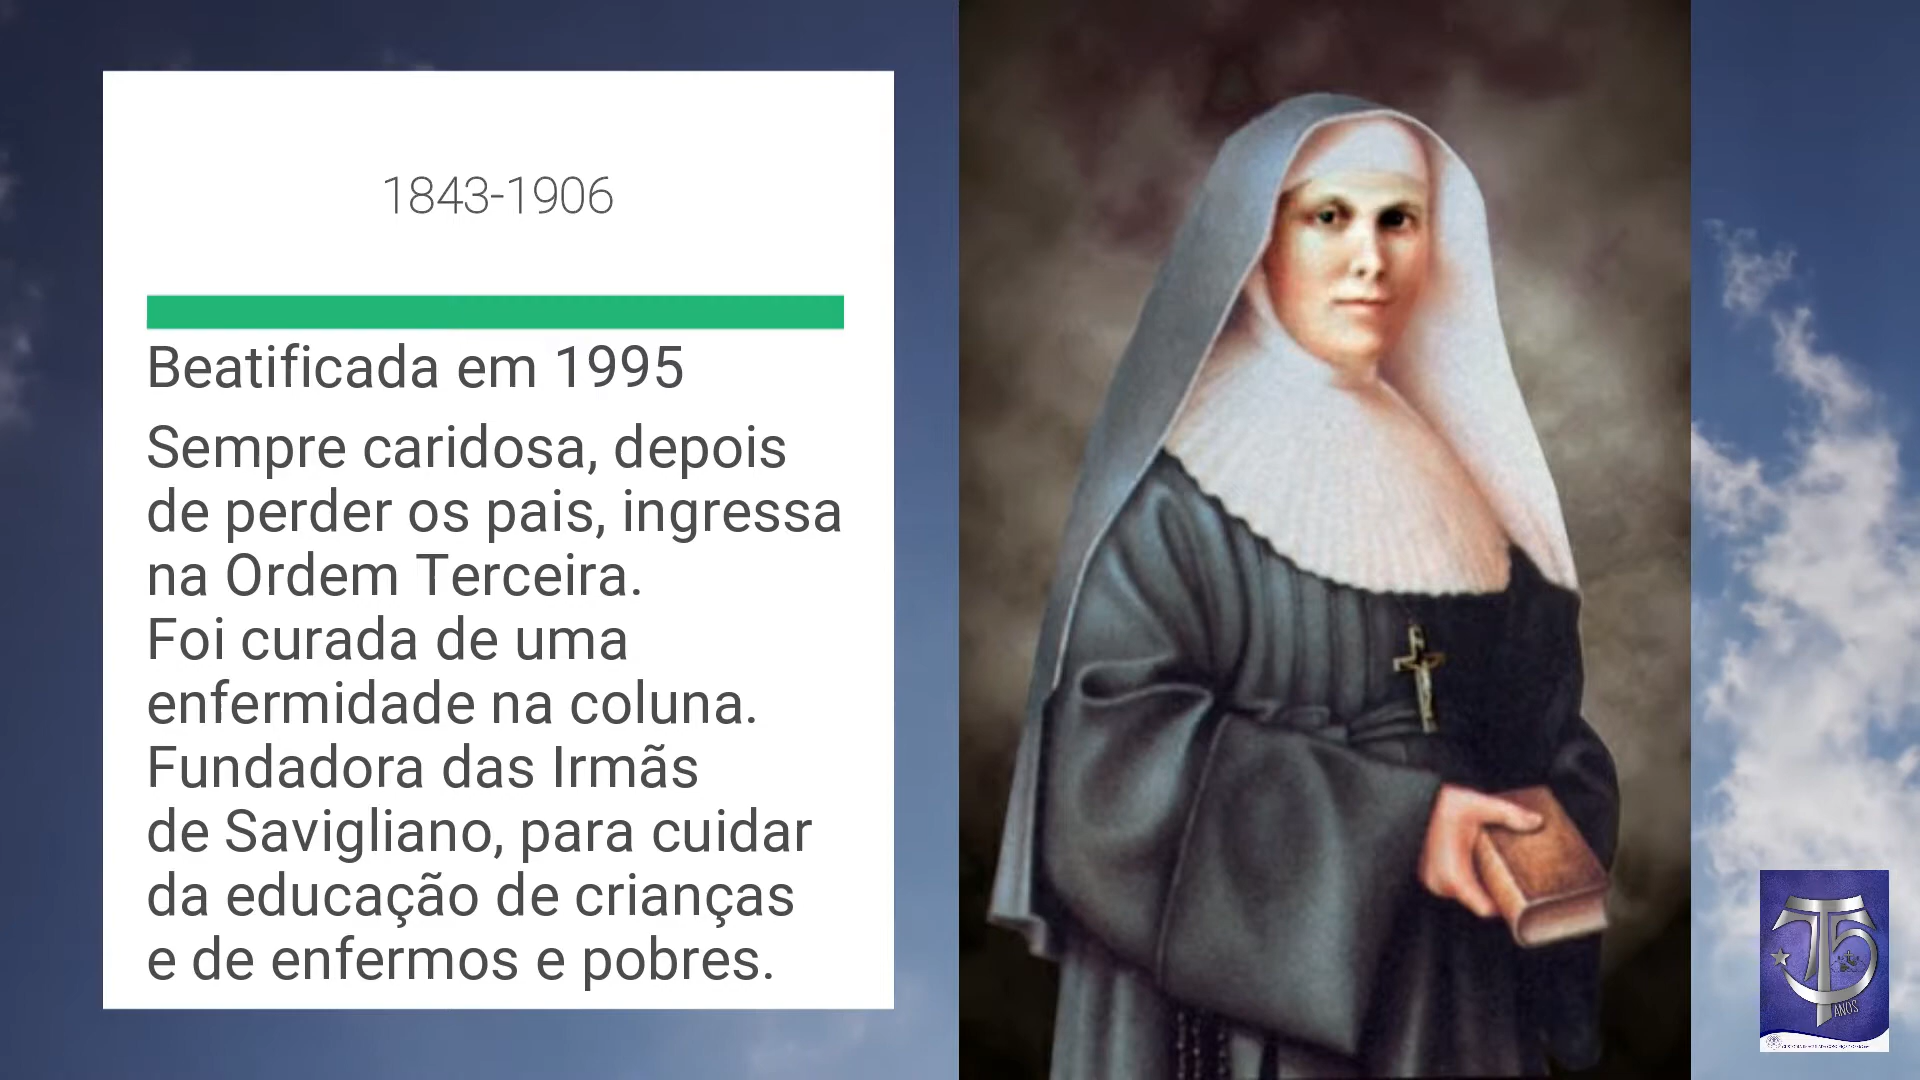 1843-1906
Beatificada em 1995
Sempre caridosa, depois
de perder os pais, ingressa
na Ordem Terceira.
Foi curada de uma
enfermidade na coluna.
Fundadora das Irmãs
de Savigliano, para cuidar
da educação de crianças
e de enfermos e pobres.
75
ANOS